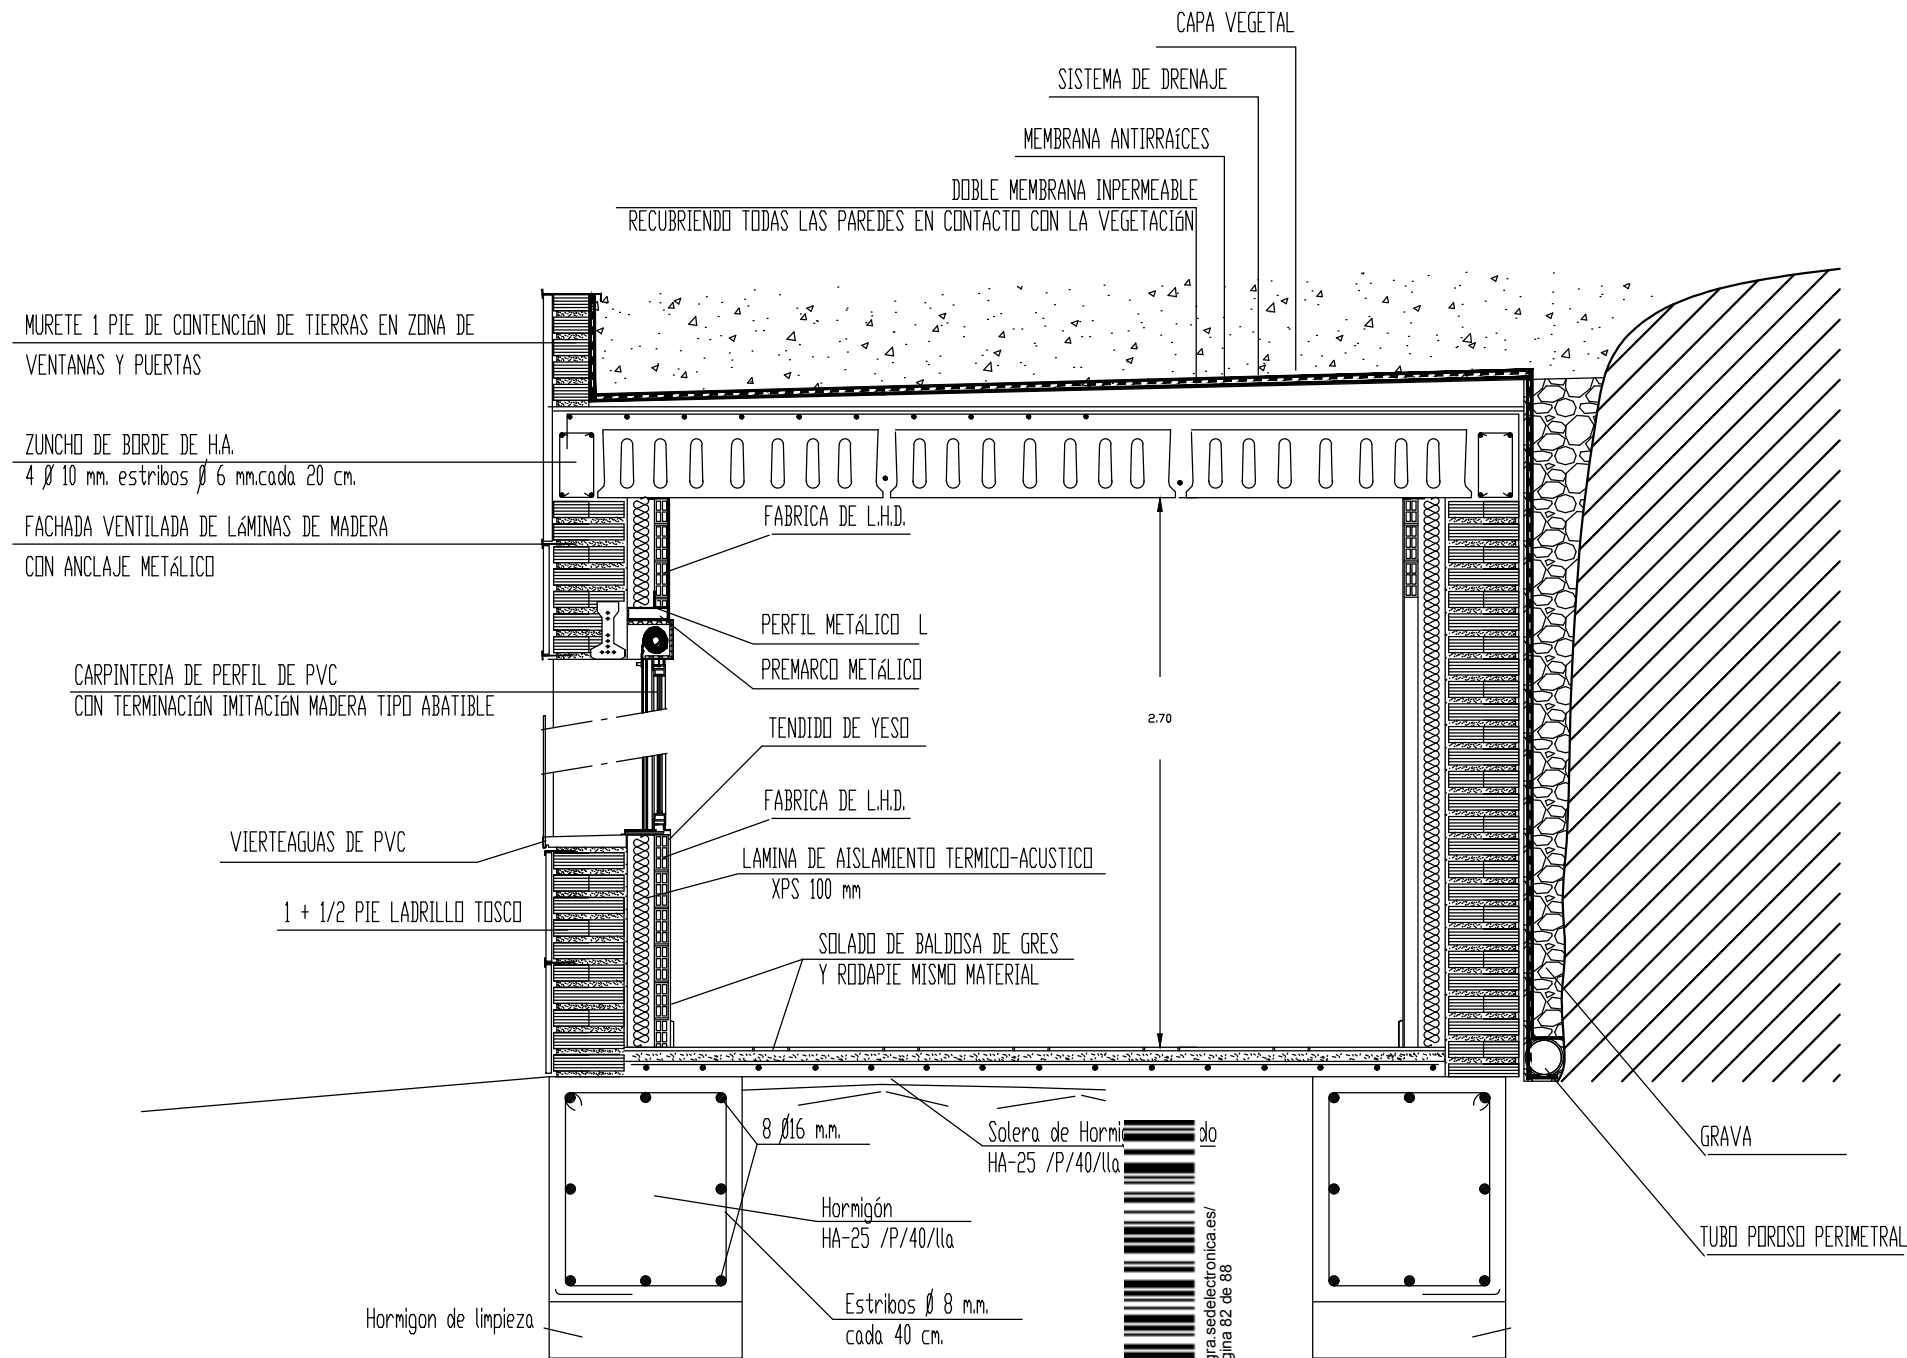 CAPA VEGETAL
SISTEMA DE DRENAJE
MEMBRANA ANTIRRAíCES
DOBLE MEMBRANA INPERMEABLE
RECUBRIENDO TODAS LAS PAREDES EN CONTACTO CON LA VEGETACIóN
MURETE 1 PIE DE CONTENCIóN DE TIERRAS EN ZONA DE
VENTANAS Y PUERTAS
ZUNCHO DE BORDE DE H.A.
4 Ø 10 mm. estribos Ø 6 mm.cada 20 cm.
FACHADA VENTILADA DE LáMINAS DE MADERA
CON ANCLAJE METáLICO
FABRICA DE L.H.D.
PERFIL METáLICO L
PREMARCO METáLICO
CARPINTERIA DE PERFIL DE PVC
CON TERMINACIóN IMITACIóN MADERA TIPO ABATIBLE
2.70
TENDIDO DE YESO
FABRICA DE L.H.D.
VIERTEAGUAS DE PVC
LAMINA DE AISLAMIENTO TERMICO-ACUSTICO
XPS 100 mm
1 + 1/2 PIE LADRILLO TOSCO
SOLADO DE BALDOSA DE GRES
Y RODAPIE MISMO MATERIAL
8 Ø16 m.m.
Solera de
HA-25 /P/40/lla
GRAVA
Hormigón
HA-25 /P/40/lla
TUBO POROSO PERIMETRAL
Estribos Ø 8 m.m.
cada 40 cm.
Hormigon de limpieza
gra.sedelectronica.es/
gina 82 de 88